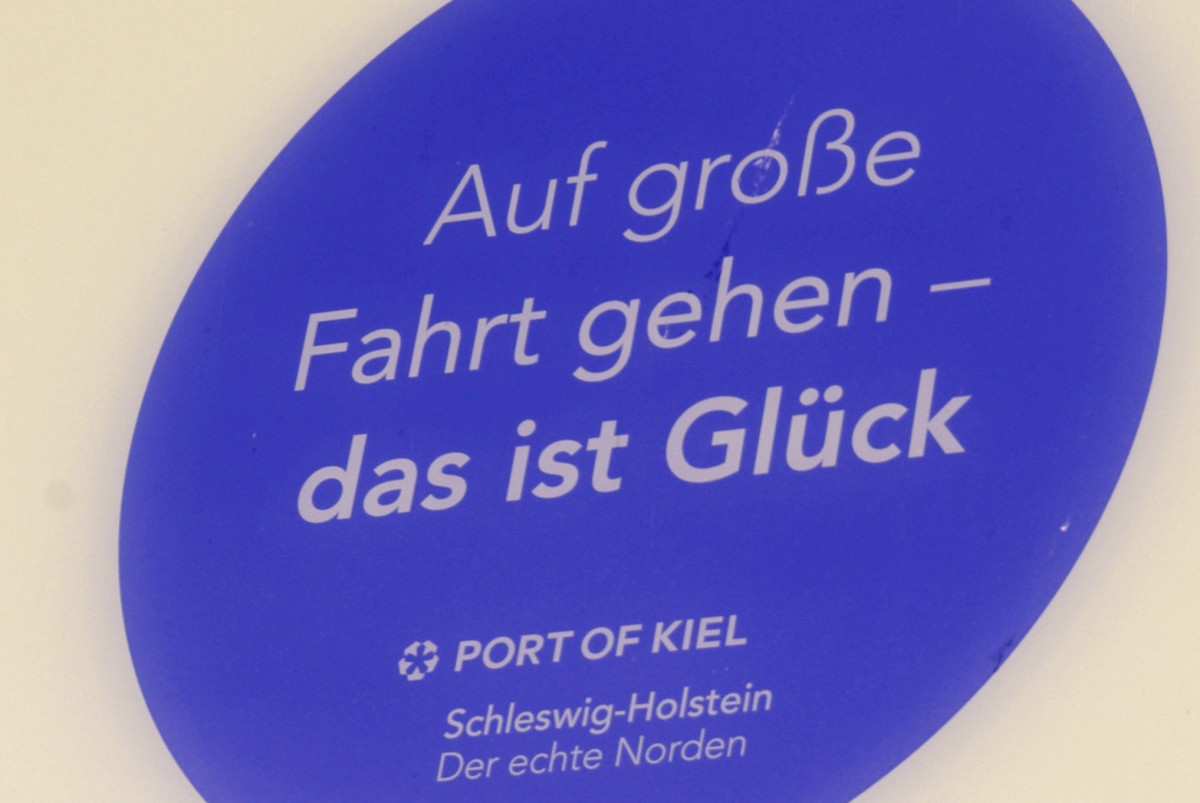 Auf große
Fahrt gehen –
das ist Glück
PORT OF KIEL
Schleswig-Holstein
Der echte Norden